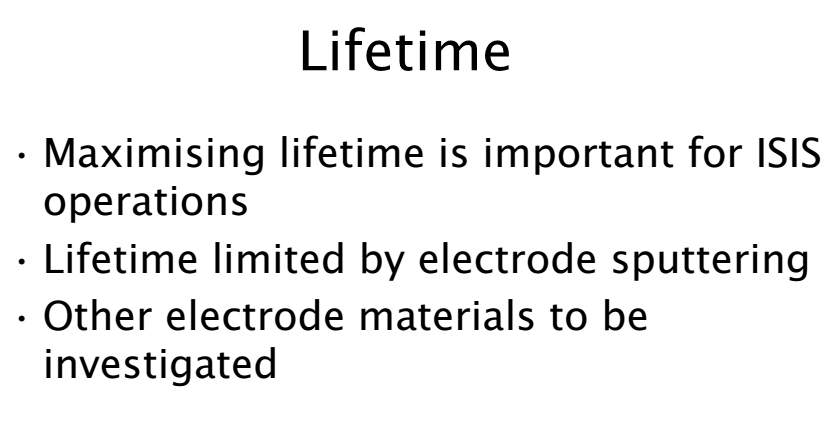 Lifetime
• Maximising lifetime is important for ISIS
operations
• Lifetime limited by electrode sputtering
• Other electrode materials to be
investigated